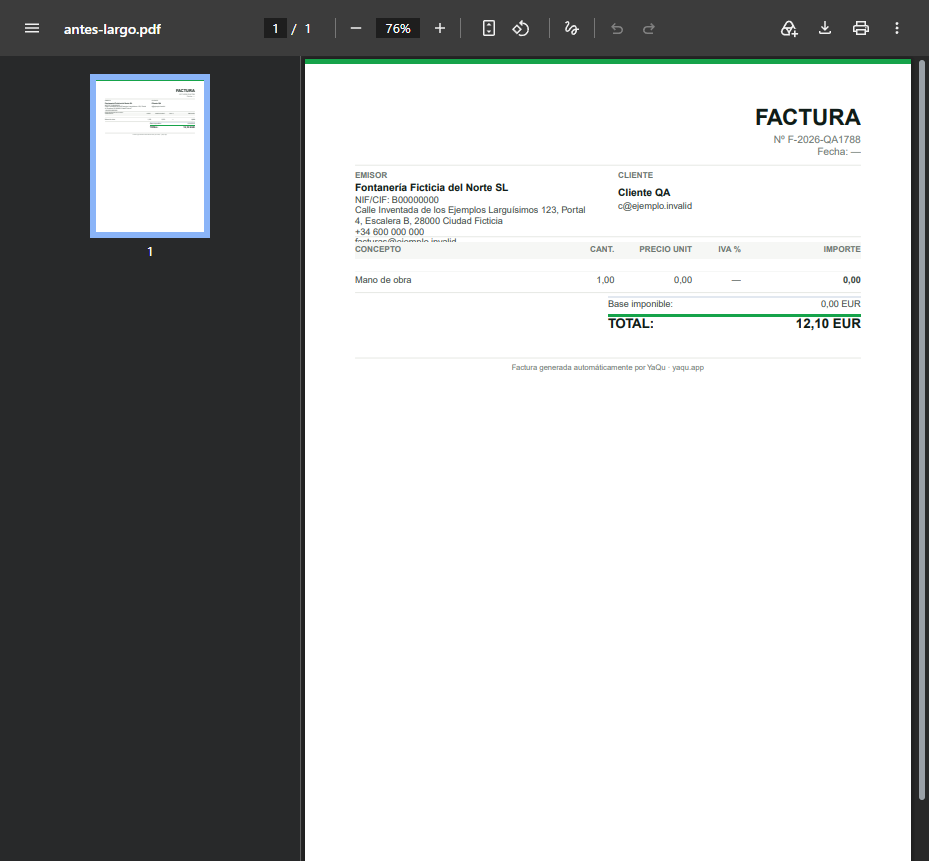 antes-largo.pdf
1 / 1
76%
1
FACTURA
Nº F-2026-QA1788
Fecha: —
EMISOR
Fontanería Ficticia del Norte SL
NIF/CIF: B00000000
Calle Inventada de los Ejemplos Larguísimos 123, Portal
4, Escalera B, 28000 Ciudad Ficticia
+34 600 000 000
facturas@ejemplo.invalid
CLIENTE
Cliente QA
c@ejemplo.invalid
CONCEPTO CANT. PRECIO UNIT IVA % IMPORTE
Mano de obra 1,00 0,00 — 0,00
Base imponible: 0,00 EUR
TOTAL: 12,10 EUR
Factura generada automáticamente por YaQu · yaqu.app